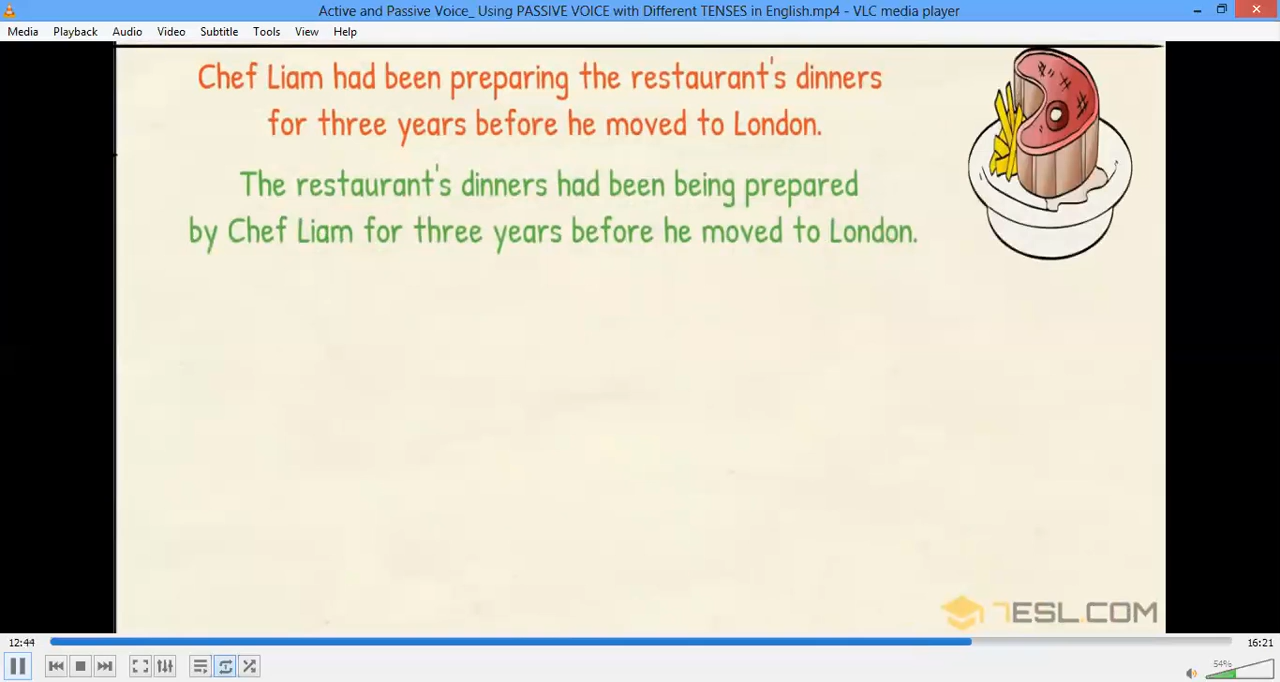 Active and Passive Voice_ Using PASSIVE VOICE with Different TENSES in English.mp4 - VLC media player
Media Playback Audio Video Subtitle Tools View Help
Chef Liam had been preparing the restaurant's dinners
for three years before he moved to London.
The restaurant's dinners had been being prepared
by Chef Liam for three years before he moved to London.
7ESL.COM
12:44 16:21
54%